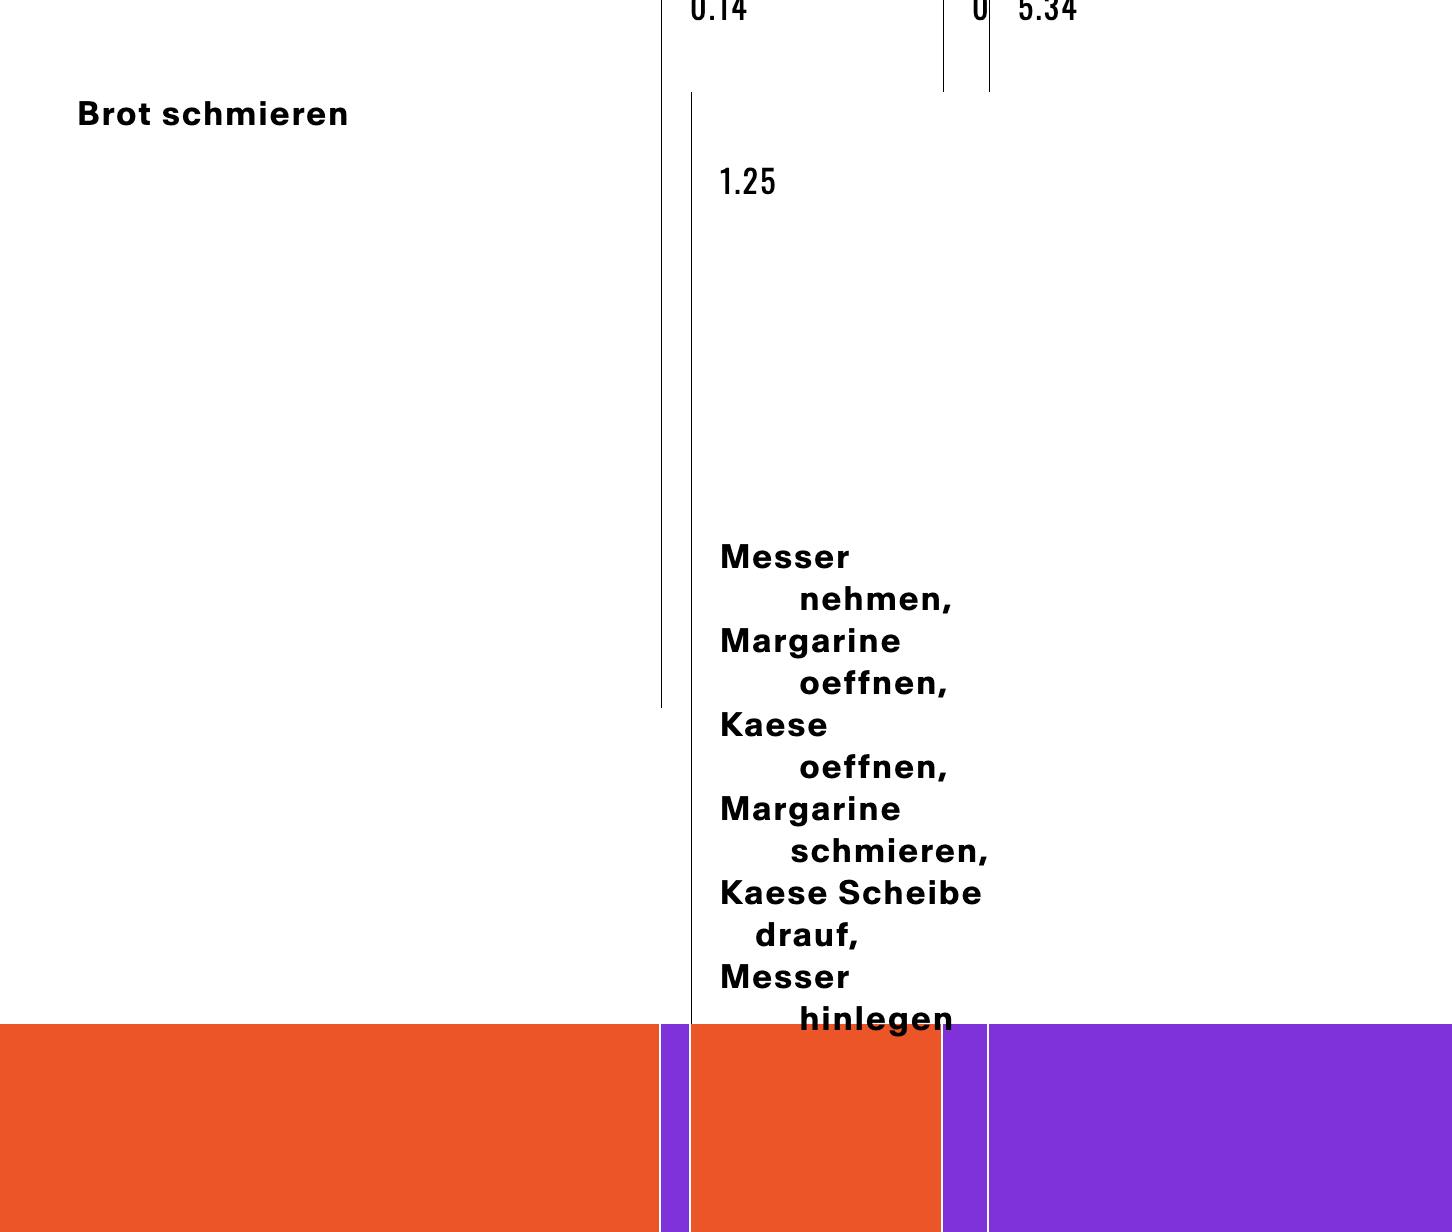 0.14
0
5.34
Brot schmieren
1.25
Messer
nehmen,
Margarine
oeffnen,
Kaese
oeffnen,
Margarine
schmieren,
Kaese Scheibe
drauf,
Messer
hinlegen